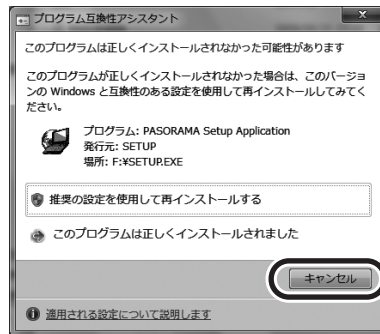 プログラム互換性アシスタント
このプログラムは正しくインストールされなかった可能性があります
このプログラムが正しくインストールされなかった場合は、このバージョ
ンの Windows と互換性のある設定を使用して再インストールしてみてく
ださい。
プログラム: PASORAMA Setup Application
発行元: SETUP
場所: F:¥SETUP.EXE
推奨の設定を使用して再インストールする
このプログラムは正しくインストールされました
キャンセル
適用される設定について説明します